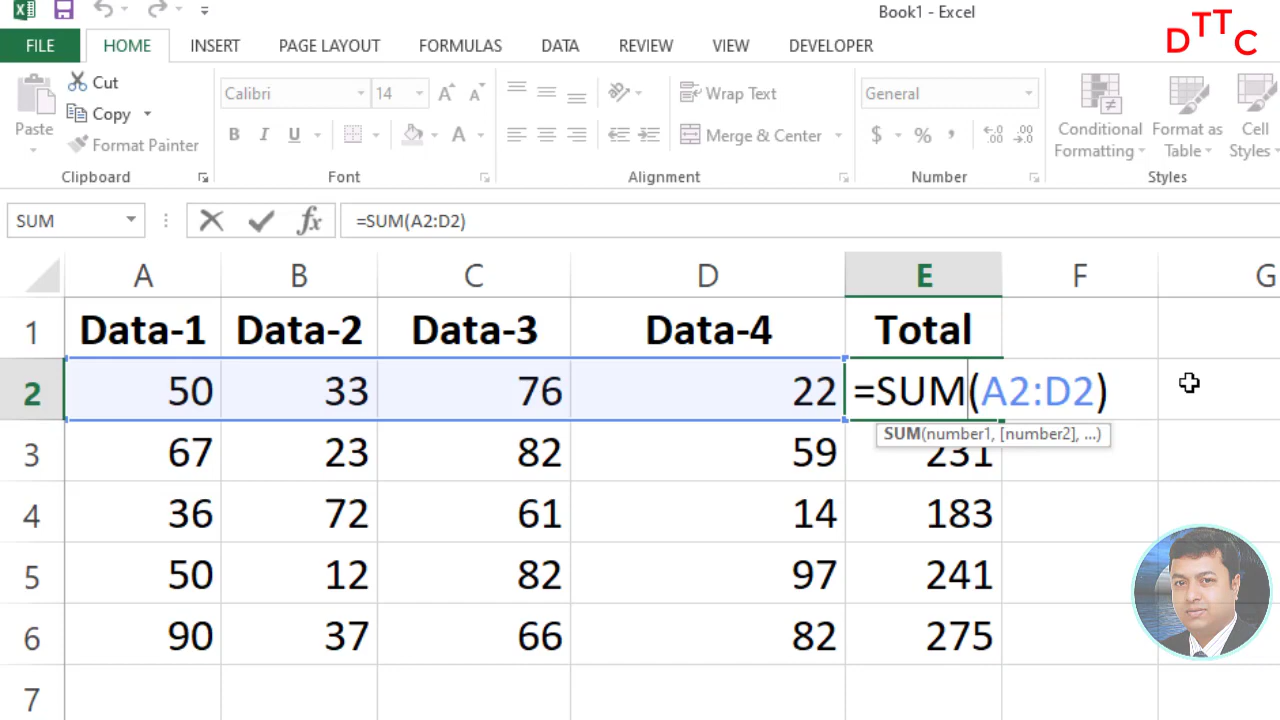 Book1 - Excel
DTTC
FILE HOME INSERT PAGE LAYOUT FORMULAS DATA REVIEW VIEW DEVELOPER
Cut
Copy
Format Painter
Paste
Clipboard
Calibri 14
B I U A
Font
Wrap Text
Merge & Center
Alignment
General
$ % , .00 .00
Number
Conditional Formatting
Format as Table
Cell Styles
Styles
SUM fx =SUM(A2:D2)
A B C D E F G
1 Data-1 Data-2 Data-3 Data-4 Total
2 50 33 76 22 =SUM(A2:D2)
SUM(number1, [number2], ...)
3 67 23 82 59 231
4 36 72 61 14 183
5 50 12 82 97 241
6 90 37 66 82 275
7